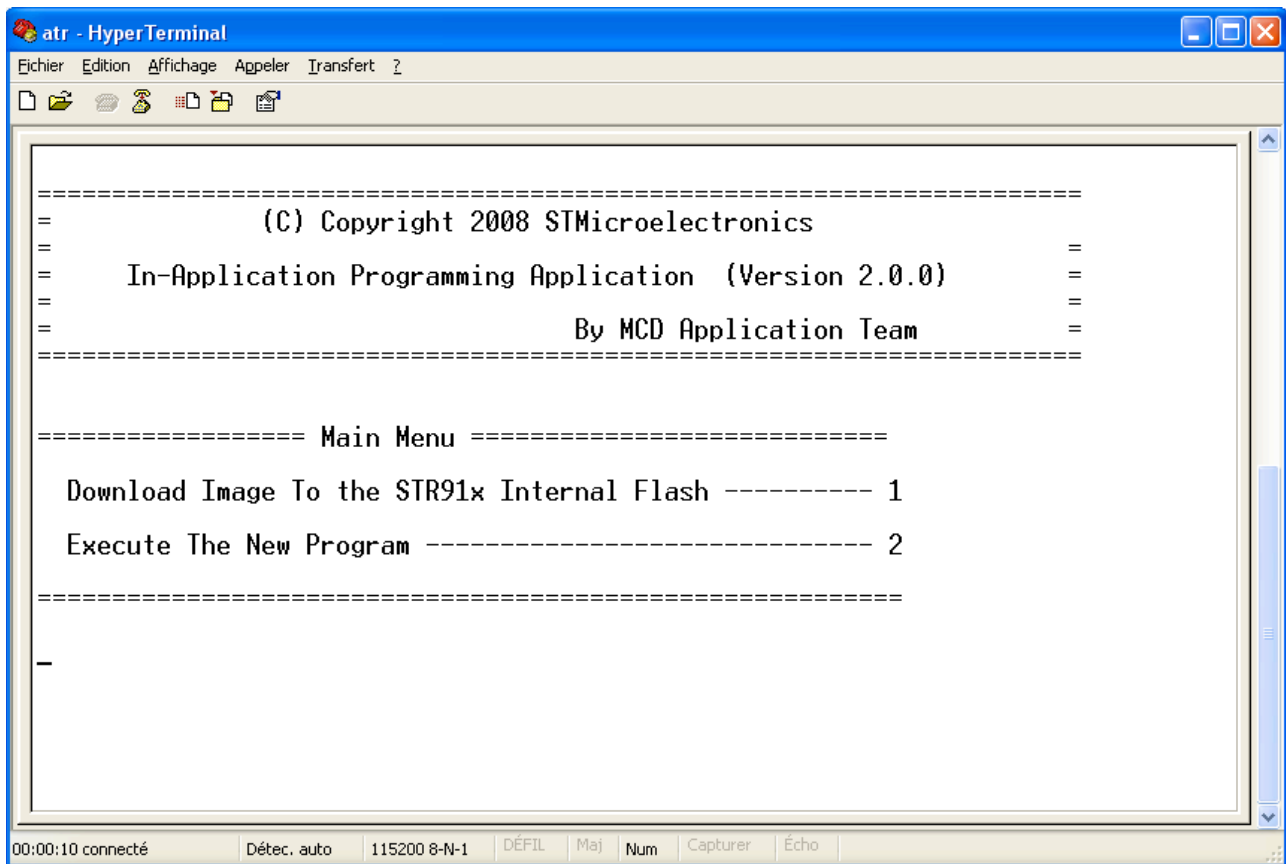 atr - HyperTerminal
Fichier Edition Affichage Appeler Transfert ?
======================================================================
=              (C) Copyright 2008 STMicroelectronics
=                                                                    =
=     In-Application Programming Application  (Version 2.0.0)        =
=                                                                    =
=                                   By MCD Application Team          =
======================================================================
================== Main Menu ============================
Download Image To the STR91x Internal Flash ---------- 1
Execute The New Program ------------------------------ 2
==========================================================
_
00:00:10 connecté Détec. auto 115200 8-N-1 DÉFIL Maj Num Capturer Écho